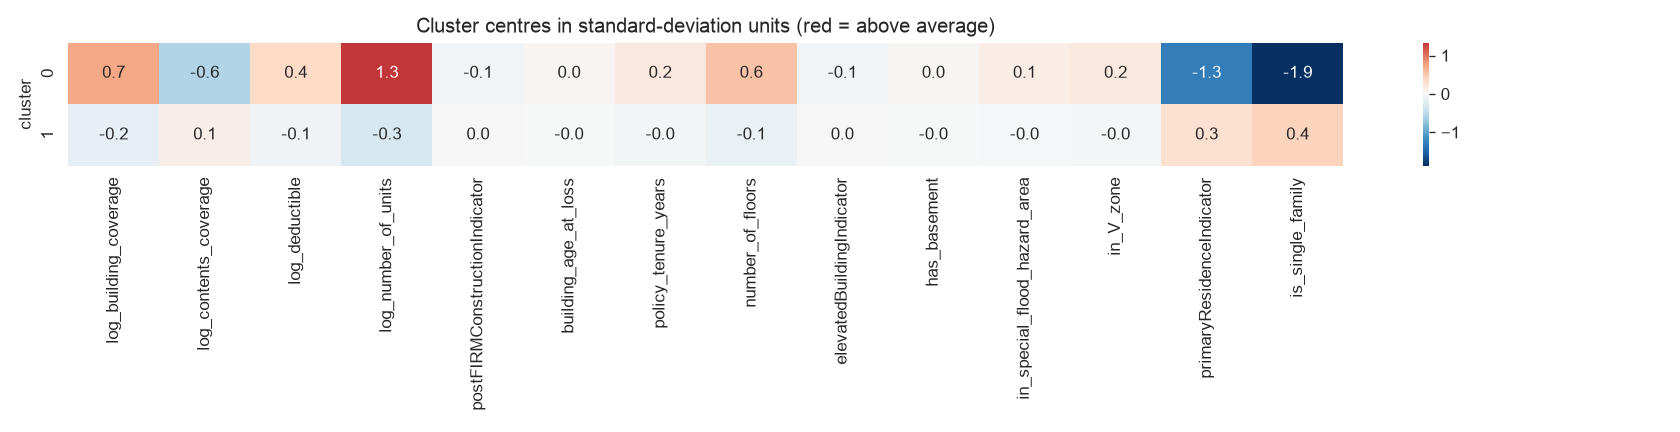 Cluster centres in standard-deviation units (red = above average)
cluster
0
0.7 -0.6 0.4 1.3 -0.1 0.0 0.2 0.6 -0.1 0.0 0.1 0.2 -1.3 -1.9
1
-0.2 0.1 -0.1 -0.3 0.0 -0.0 -0.0 -0.1 0.0 -0.0 -0.0 -0.0 0.3 0.4
log_building_coverage
log_contents_coverage
log_deductible
log_number_of_units
postFIRMConstructionIndicator
building_age_at_loss
policy_tenure_years
number_of_floors
elevatedBuildingIndicator
has_basement
in_special_flood_hazard_area
in_V_zone
primaryResidenceIndicator
is_single_family
1
0
−1